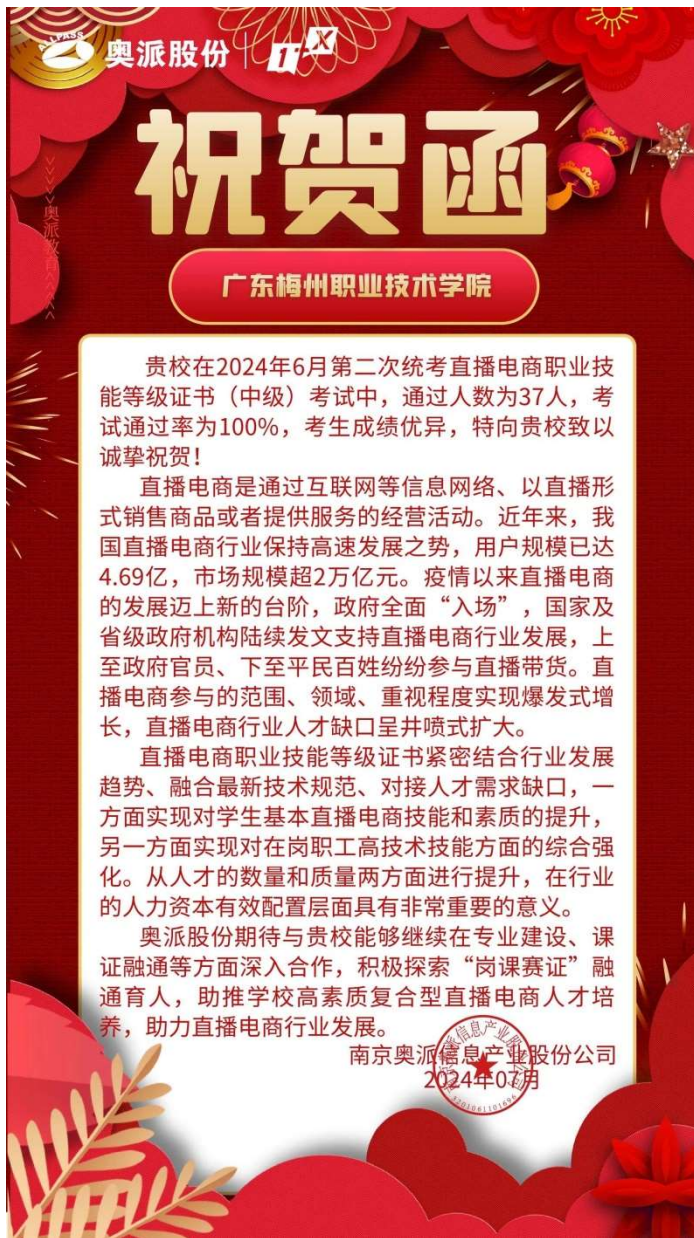 ALLPASS
奥派股份
1+X
祝贺函
奥派教育
广东梅州职业技术学院
贵校在2024年6月第二次统考直播电商职业技
能等级证书（中级）考试中，通过人数为37人，考
试通过率为100%，考生成绩优异，特向贵校致以
诚挚祝贺！
直播电商是通过互联网等信息网络、以直播形
式销售商品或者提供服务的经营活动。近年来，我
国直播电商行业保持高速发展之势，用户规模已达
4.69亿，市场规模超2万亿元。疫情以来直播电商
的发展迈上新的台阶，政府全面“入场”，国家及
省级政府机构陆续发文支持直播电商行业发展，上
至政府官员、下至平民百姓纷纷参与直播带货。直
播电商参与的范围、领域、重视程度实现爆发式增
长，直播电商行业人才缺口呈井喷式扩大。
直播电商职业技能等级证书紧密结合行业发展
趋势、融合最新技术规范、对接人才需求缺口，一
方面实现对学生基本直播电商技能和素质的提升，
另一方面实现对在岗职工高技术技能方面的综合强
化。从人才的数量和质量两方面进行提升，在行业
的人力资本有效配置层面具有非常重要的意义。
奥派股份期待与贵校能够继续在专业建设、课
证融通等方面深入合作，积极探索“岗课赛证”融
通育人，助推学校高素质复合型直播电商人才培
养，助力直播电商行业发展。
南京奥派信息产业股份公司
2024年07月
南京奥派信息产业股份公司